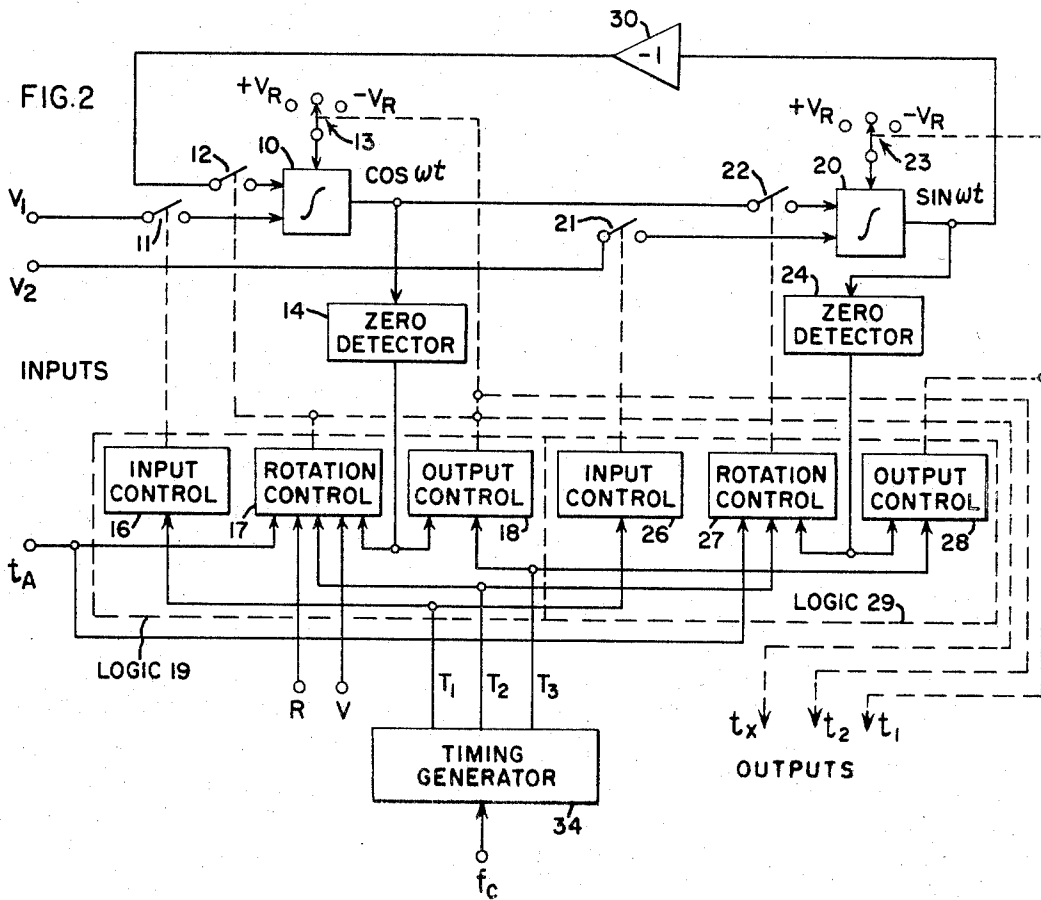 30
-1
FIG.2
+VR -VR
13
+VR -VR
23
12
10
∫
COS ωt
22
20
∫
SIN ωt
V1
11
21
V2
14
ZERO
DETECTOR
24
ZERO
DETECTOR
INPUTS
INPUT
CONTROL
16
ROTATION
CONTROL
17
OUTPUT
CONTROL
18
INPUT
CONTROL
26
ROTATION
CONTROL
27
OUTPUT
CONTROL
28
tA
LOGIC 19
LOGIC 29
R
V
T1
T2
T3
tX
t2
t1
OUTPUTS
TIMING
GENERATOR
34
fC